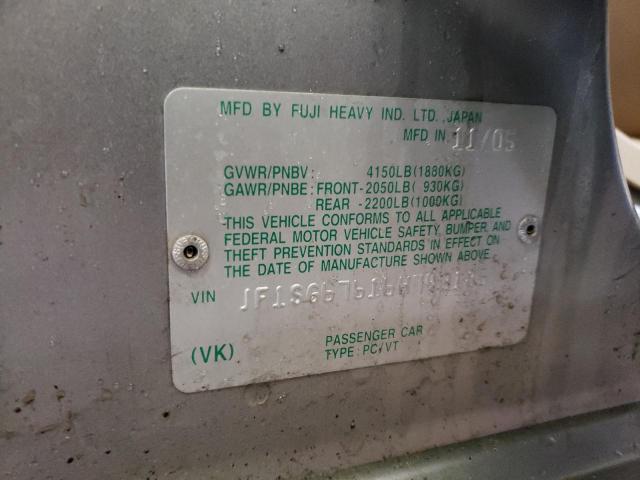 MFD BY FUJI HEAVY IND. LTD. JAPAN
MFD IN 11/05
GVWR/PNBV: 4150LB(1880KG)
GAWR/PNBE: FRONT-2050LB( 930KG)
REAR -2200LB(1000KG)
THIS VEHICLE CONFORMS TO ALL APPLICABLE
FEDERAL MOTOR VEHICLE SAFETY, BUMPER AND
THEFT PREVENTION STANDARDS IN EFFECT ON
THE DATE OF MANUFACTURE SHOWN ABOVE.
VIN
(VK)
PASSENGER CAR
TYPE: PC/VT